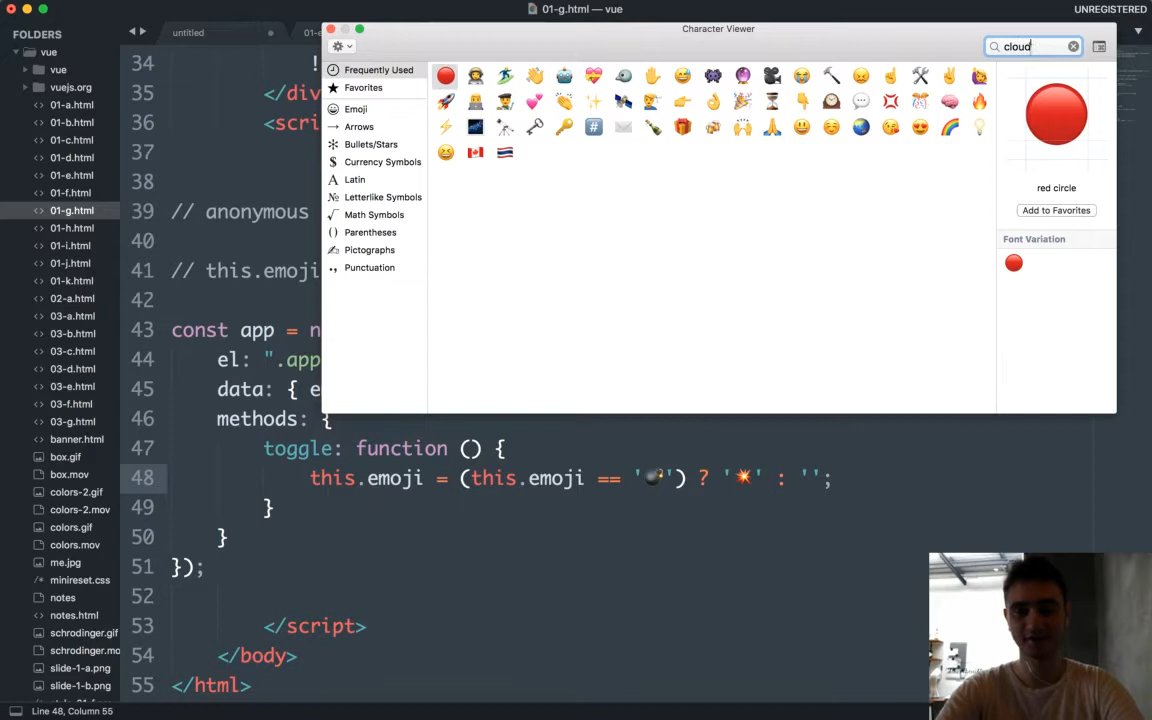 01-g.html — vue
UNREGISTERED
FOLDERS
vue
vue
vuejs.org
01-a.html
01-b.html
01-c.html
01-d.html
01-e.html
01-f.html
01-g.html
01-h.html
01-i.html
01-j.html
01-k.html
02-a.html
03-a.html
03-b.html
03-c.html
03-d.html
03-e.html
03-f.html
03-g.html
banner.html
box.gif
box.mov
colors-2.gif
colors-2.mov
colors.gif
colors.mov
me.jpg
minireset.css
notes
notes.html
schrodinger.gif
schrodinger.mo
slide-1-a.png
slide-1-b.png
untitled
01-e
Character Viewer
cloud
Frequently Used
Favorites
Emoji
Arrows
Bullets/Stars
$ Currency Symbols
A Latin
№ Letterlike Symbols
√ Math Symbols
( ) Parentheses
Pictographs
Punctuation
red circle
Add to Favorites
Font Variation
34
35 </div
36 <scri
37
38
39 // anonymous
40
41 // this.emoji
42
43 const app = n
44 el: ".app
45 data: { e
46 methods: {
47 toggle: function () {
48 this.emoji = (this.emoji == '💣') ? '💥' : '';
49 }
50 }
51 });
52
53 </script>
54 </body>
55 </html>
Line 48, Column 55